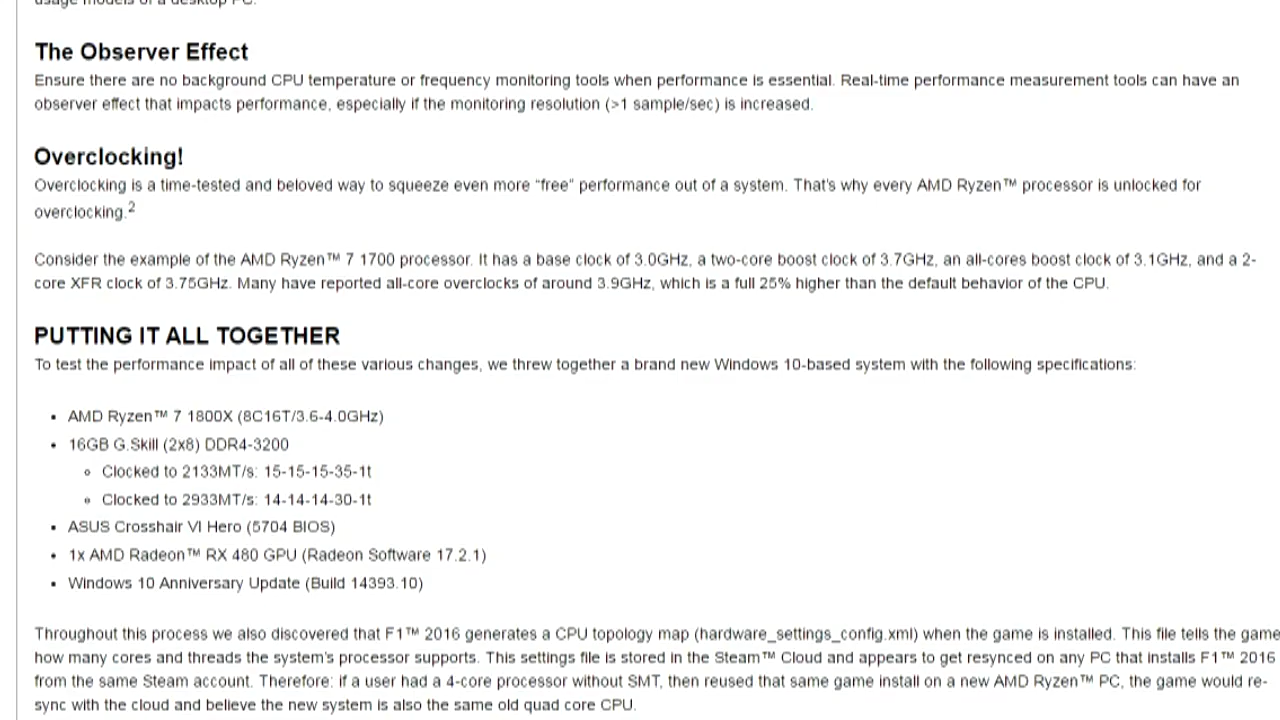 usage models of a desktop PC.
The Observer Effect
Ensure there are no background CPU temperature or frequency monitoring tools when performance is essential. Real-time performance measurement tools can have an
observer effect that impacts performance, especially if the monitoring resolution (>1 sample/sec) is increased.
Overclocking!
Overclocking is a time-tested and beloved way to squeeze even more “free” performance out of a system. That's why every AMD Ryzen™ processor is unlocked for
overclocking.2
Consider the example of the AMD Ryzen™ 7 1700 processor. It has a base clock of 3.0GHz, a two-core boost clock of 3.7GHz, an all-cores boost clock of 3.1GHz, and a 2-
core XFR clock of 3.75GHz. Many have reported all-core overclocks of around 3.9GHz, which is a full 25% higher than the default behavior of the CPU.
PUTTING IT ALL TOGETHER
To test the performance impact of all of these various changes, we threw together a brand new Windows 10-based system with the following specifications:
• AMD Ryzen™ 7 1800X (8C16T/3.6-4.0GHz)
• 16GB G.Skill (2x8) DDR4-3200
∘ Clocked to 2133MT/s: 15-15-15-35-1t
∘ Clocked to 2933MT/s: 14-14-14-30-1t
• ASUS Crosshair VI Hero (5704 BIOS)
• 1x AMD Radeon™ RX 480 GPU (Radeon Software 17.2.1)
• Windows 10 Anniversary Update (Build 14393.10)
Throughout this process we also discovered that F1™ 2016 generates a CPU topology map (hardware_settings_config.xml) when the game is installed. This file tells the game
how many cores and threads the system's processor supports. This settings file is stored in the Steam™ Cloud and appears to get resynced on any PC that installs F1™ 2016
from the same Steam account. Therefore: if a user had a 4-core processor without SMT, then reused that same game install on a new AMD Ryzen™ PC, the game would re-
sync with the cloud and believe the new system is also the same old quad core CPU.